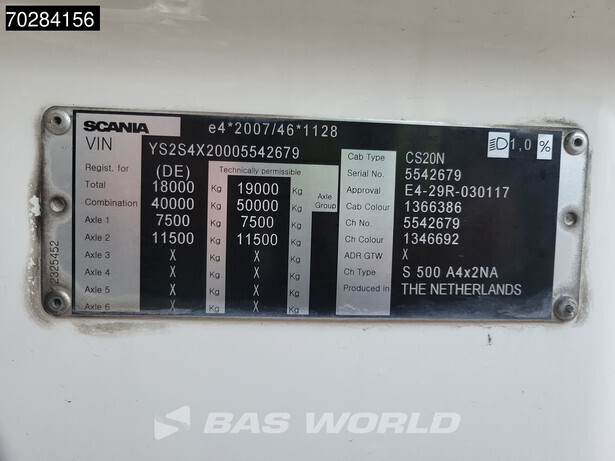 70284156
SCANIA e4*2007/46*1128
VIN YS2S4X20005542679
1,0 %
Regist. for (DE) Technically permissible
Total 18000 Kg 19000 Kg Axle Group
Combination 40000 Kg 50000 Kg
Axle 1 7500 Kg 7500 Kg
Axle 2 11500 Kg 11500 Kg
Axle 3 X Kg X Kg
Axle 4 X Kg X Kg
Axle 5 X Kg X Kg
Axle 6 X Kg X Kg
Cab Type CS20N
Serial No. 5542679
Approval E4-29R-030117
Cab Colour 1366386
Ch No. 5542679
Ch Colour 1346692
ADR GTW X
Ch Type S 500 A4x2NA
Produced in THE NETHERLANDS
2325452
BAS WORLD